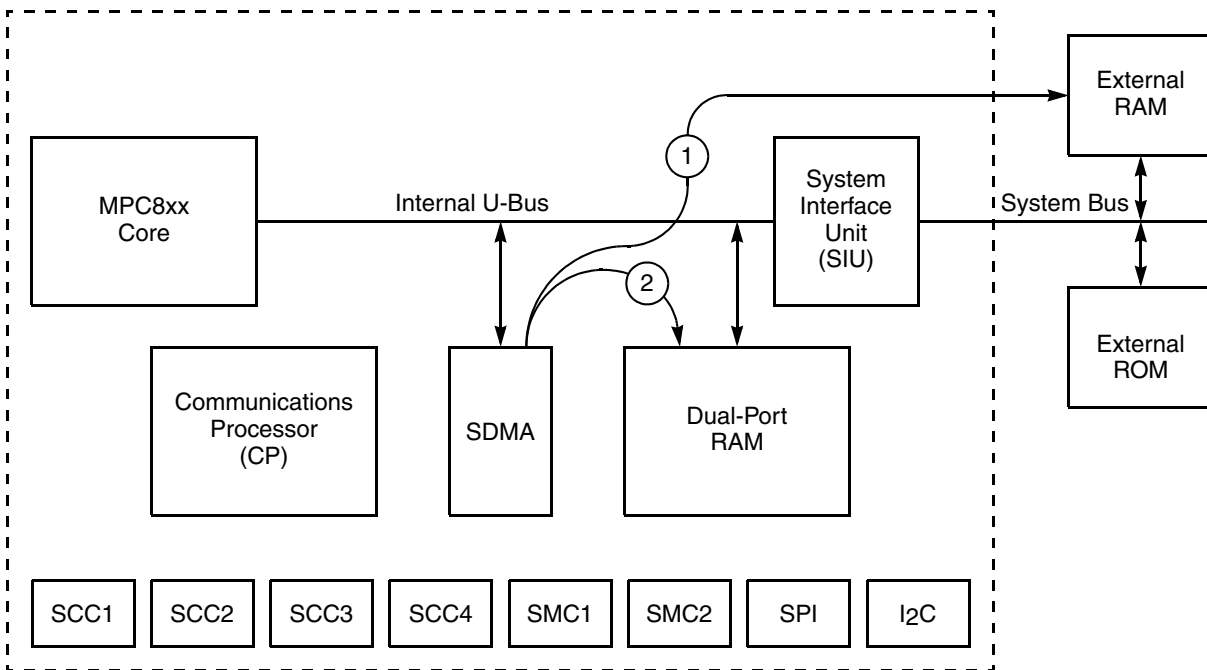 External
RAM
1
MPC8xx
Core
Internal U-Bus
System
Interface
Unit
(SIU)
System Bus
2
Communications
Processor
(CP)
SDMA
Dual-Port
RAM
External
ROM
SCC1
SCC2
SCC3
SCC4
SMC1
SMC2
SPI
I2C